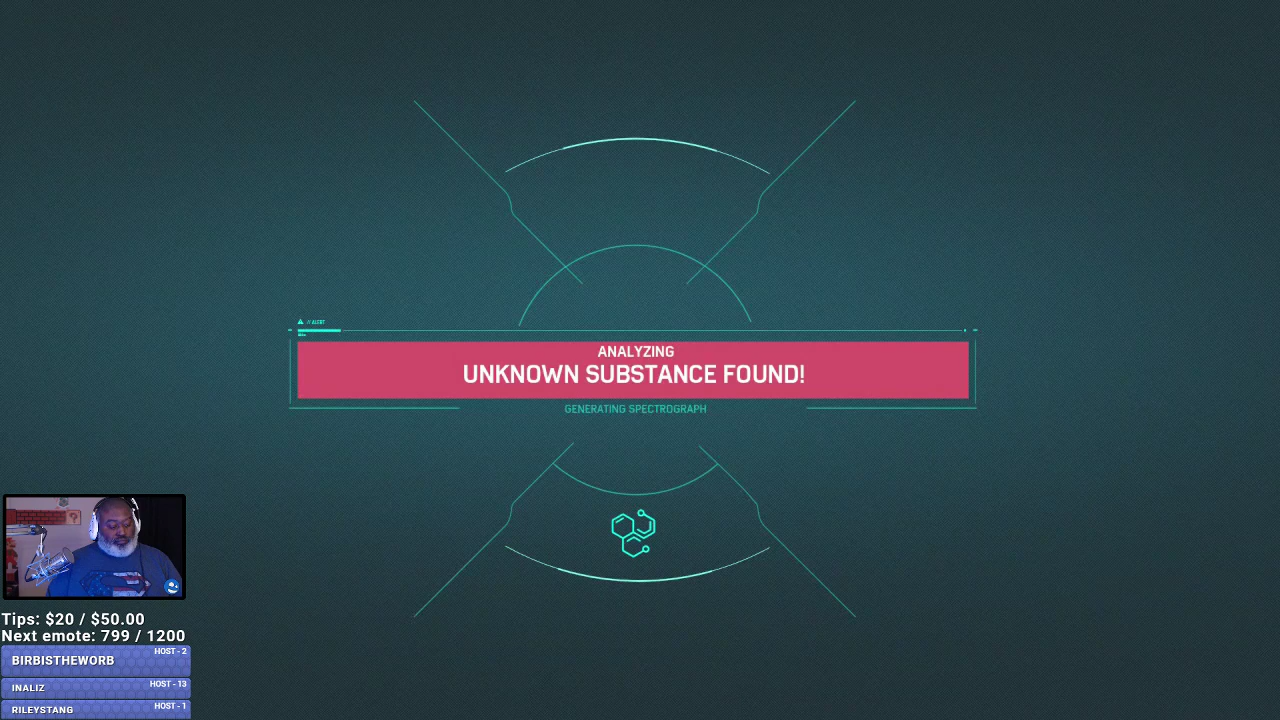 // ALERT
ANALYZING
UNKNOWN SUBSTANCE FOUND!
GENERATING SPECTROGRAPH
Tips: $20 / $50.00
Next emote: 799 / 1200
HOST - 2
BIRBISTHEWORB
HOST - 13
INALIZ
HOST - 1
RILEYSTANG